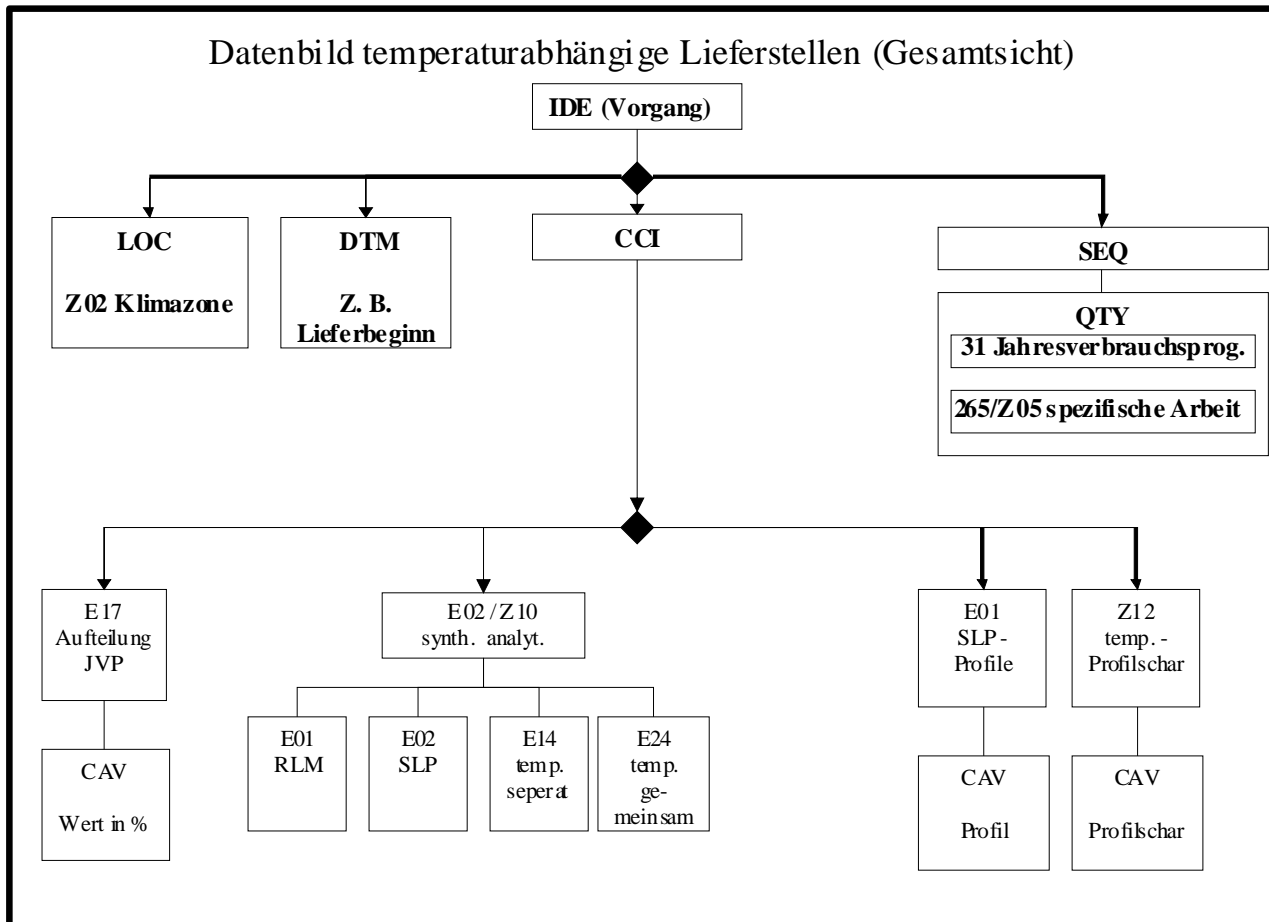 Datenbild temperaturabhängige Lieferstellen (Gesamtsicht)
IDE (Vorgang)
LOC
Z02 Klimazone
DTM
Z. B.
Lieferbeginn
CCI
SEQ
QTY
31 Jahresverbrauchsprog.
265/Z05 spezifische Arbeit
E17
Aufteilung
JVP
E02 / Z10
synth. analyt.
E01
SLP-
Profile
Z12
temp.-
Profilschar
E01
RLM
E02
SLP
E14
temp.
seperat
E24
temp.
ge-
meinsam
CAV
Wert in %
CAV
Profil
CAV
Profilschar